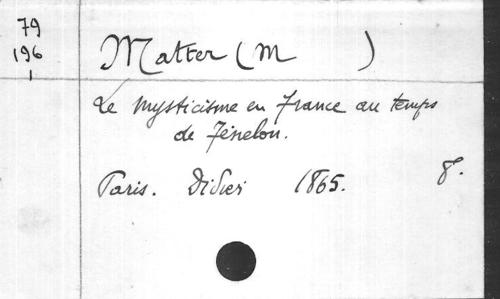 79
196
1
Matter (M )
Le Mysticisme en France au temps
de Fénelon.
Paris. Didier 1865. 8°.